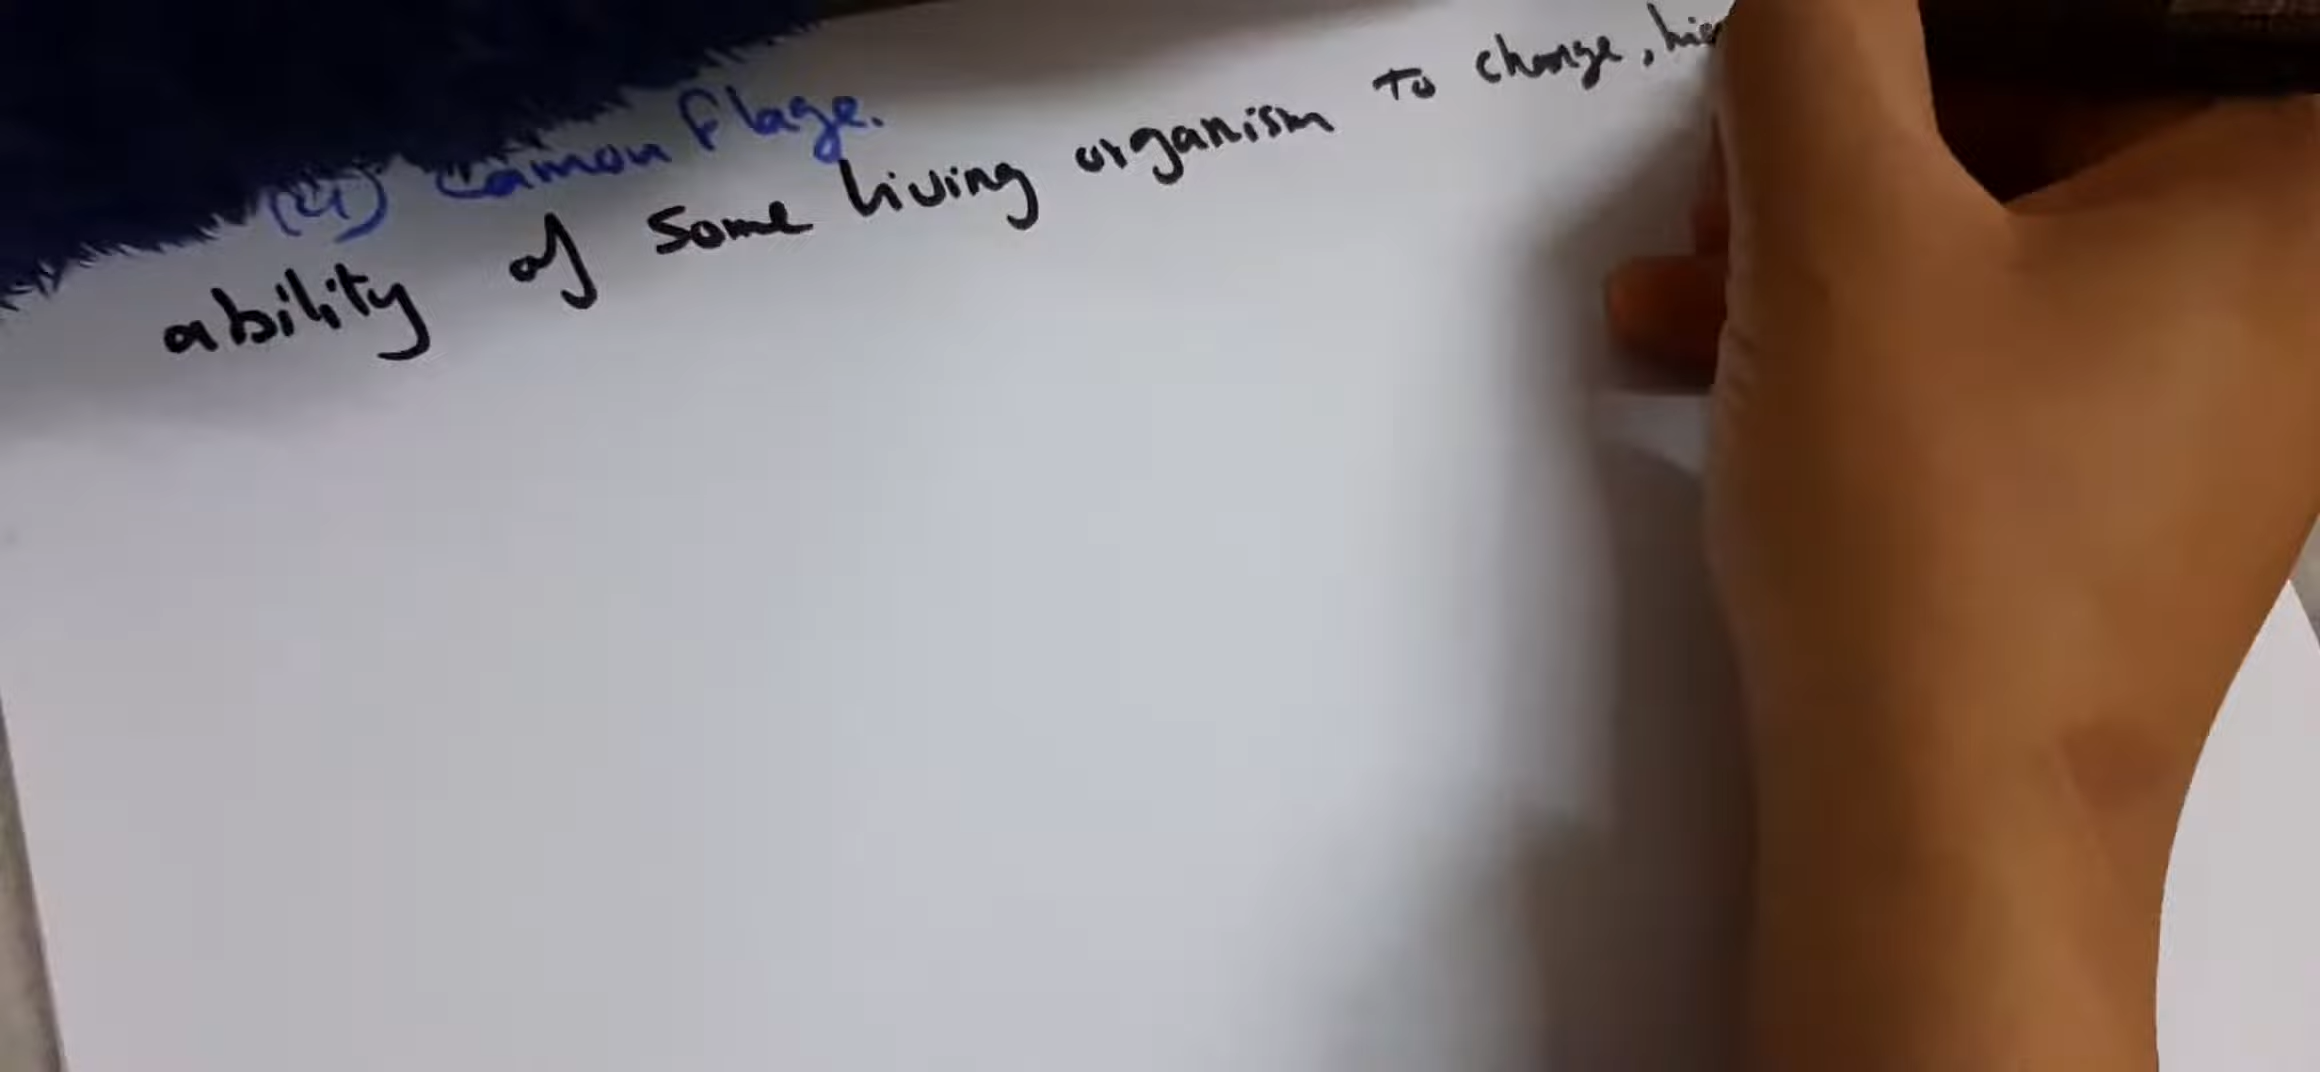 (4) Camouflage.
ability of some living organism to change,